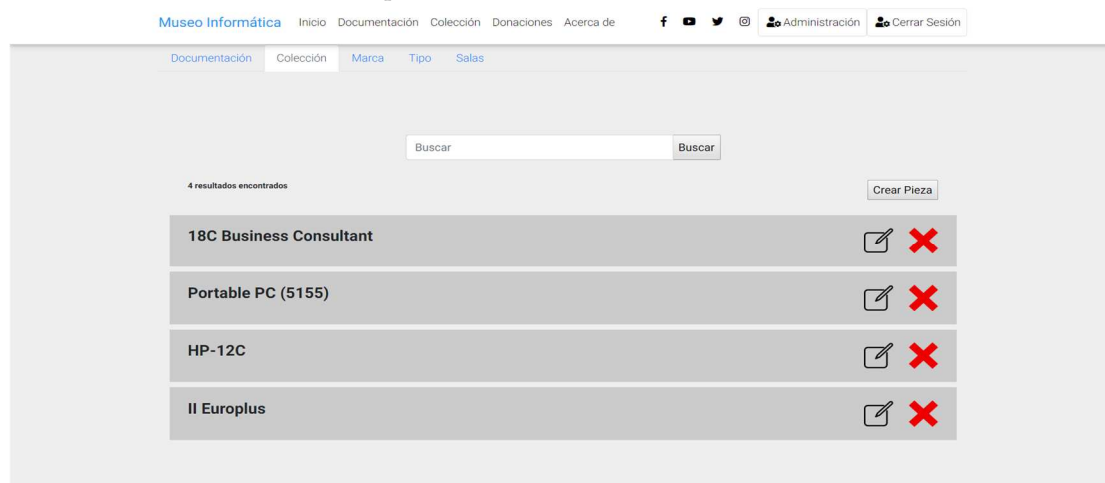 Museo Informática Inicio Documentación Colección Donaciones Acerca de Administración Cerrar Sesión
Documentación Colección Marca Tipo Salas
Buscar Buscar
4 resultados encontrados Crear Pieza
18C Business Consultant
Portable PC (5155)
HP-12C
II Europlus